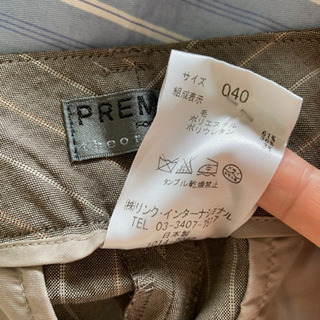 PREM
theor
サイズ 040
組成表示
毛
ポリエステル
ポリウレタン
タンブル乾燥禁止
㈱リンク・インターナショナル
TEL 03-3407-
日本製